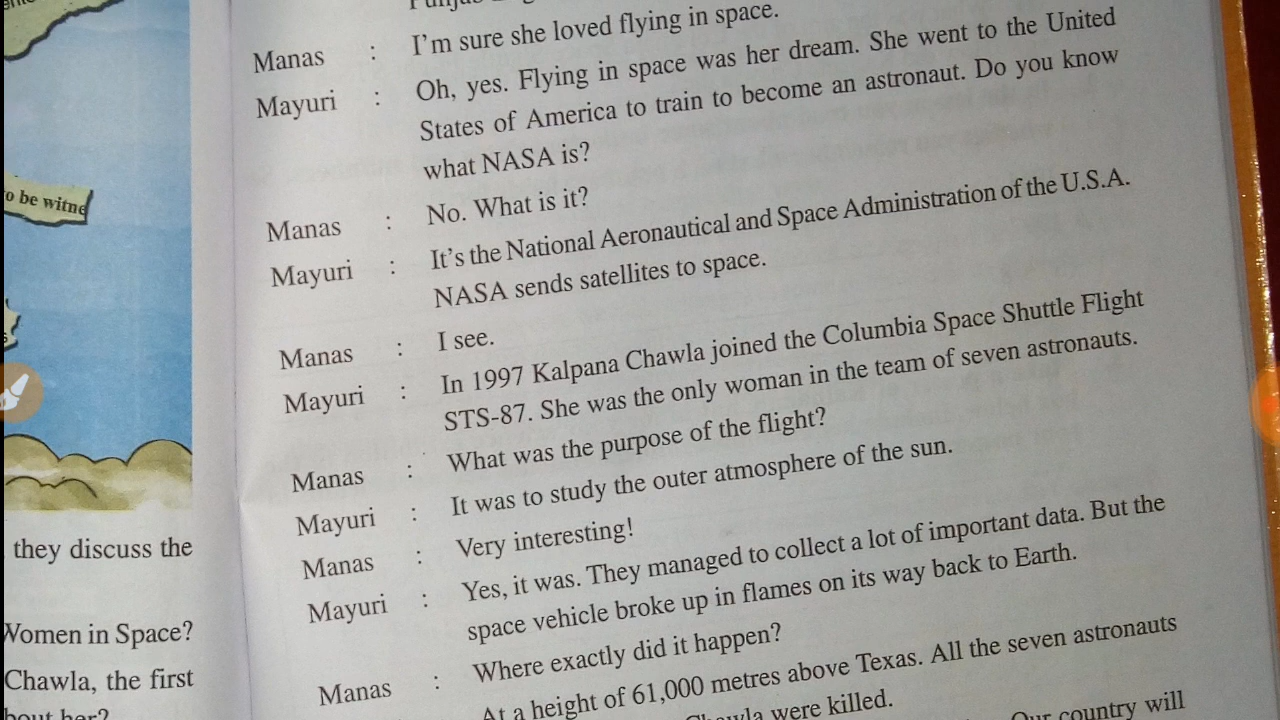 o be witne
they discuss the
Women in Space?
Chawla, the first
bout her?
Manas : I'm sure she loved flying in space.
Mayuri : Oh, yes. Flying in space was her dream. She went to the United
States of America to train to become an astronaut. Do you know
what NASA is?
Manas : No. What is it?
Mayuri : It's the National Aeronautical and Space Administration of the U.S.A.
NASA sends satellites to space.
Manas : I see.
Mayuri : In 1997 Kalpana Chawla joined the Columbia Space Shuttle Flight
STS-87. She was the only woman in the team of seven astronauts.
Manas : What was the purpose of the flight?
Mayuri : It was to study the outer atmosphere of the sun.
Manas : Very interesting!
Mayuri : Yes, it was. They managed to collect a lot of important data. But the
space vehicle broke up in flames on its way back to Earth.
Manas : Where exactly did it happen?
At a height of 61,000 metres above Texas. All the seven astronauts
Chawla were killed.
Our country will